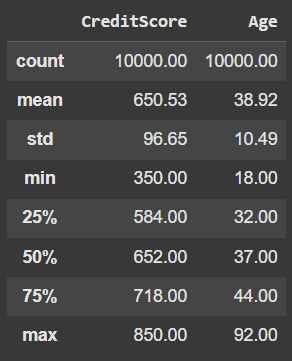 CreditScore Age
count 10000.00 10000.00
mean 650.53 38.92
std 96.65 10.49
min 350.00 18.00
25% 584.00 32.00
50% 652.00 37.00
75% 718.00 44.00
max 850.00 92.00